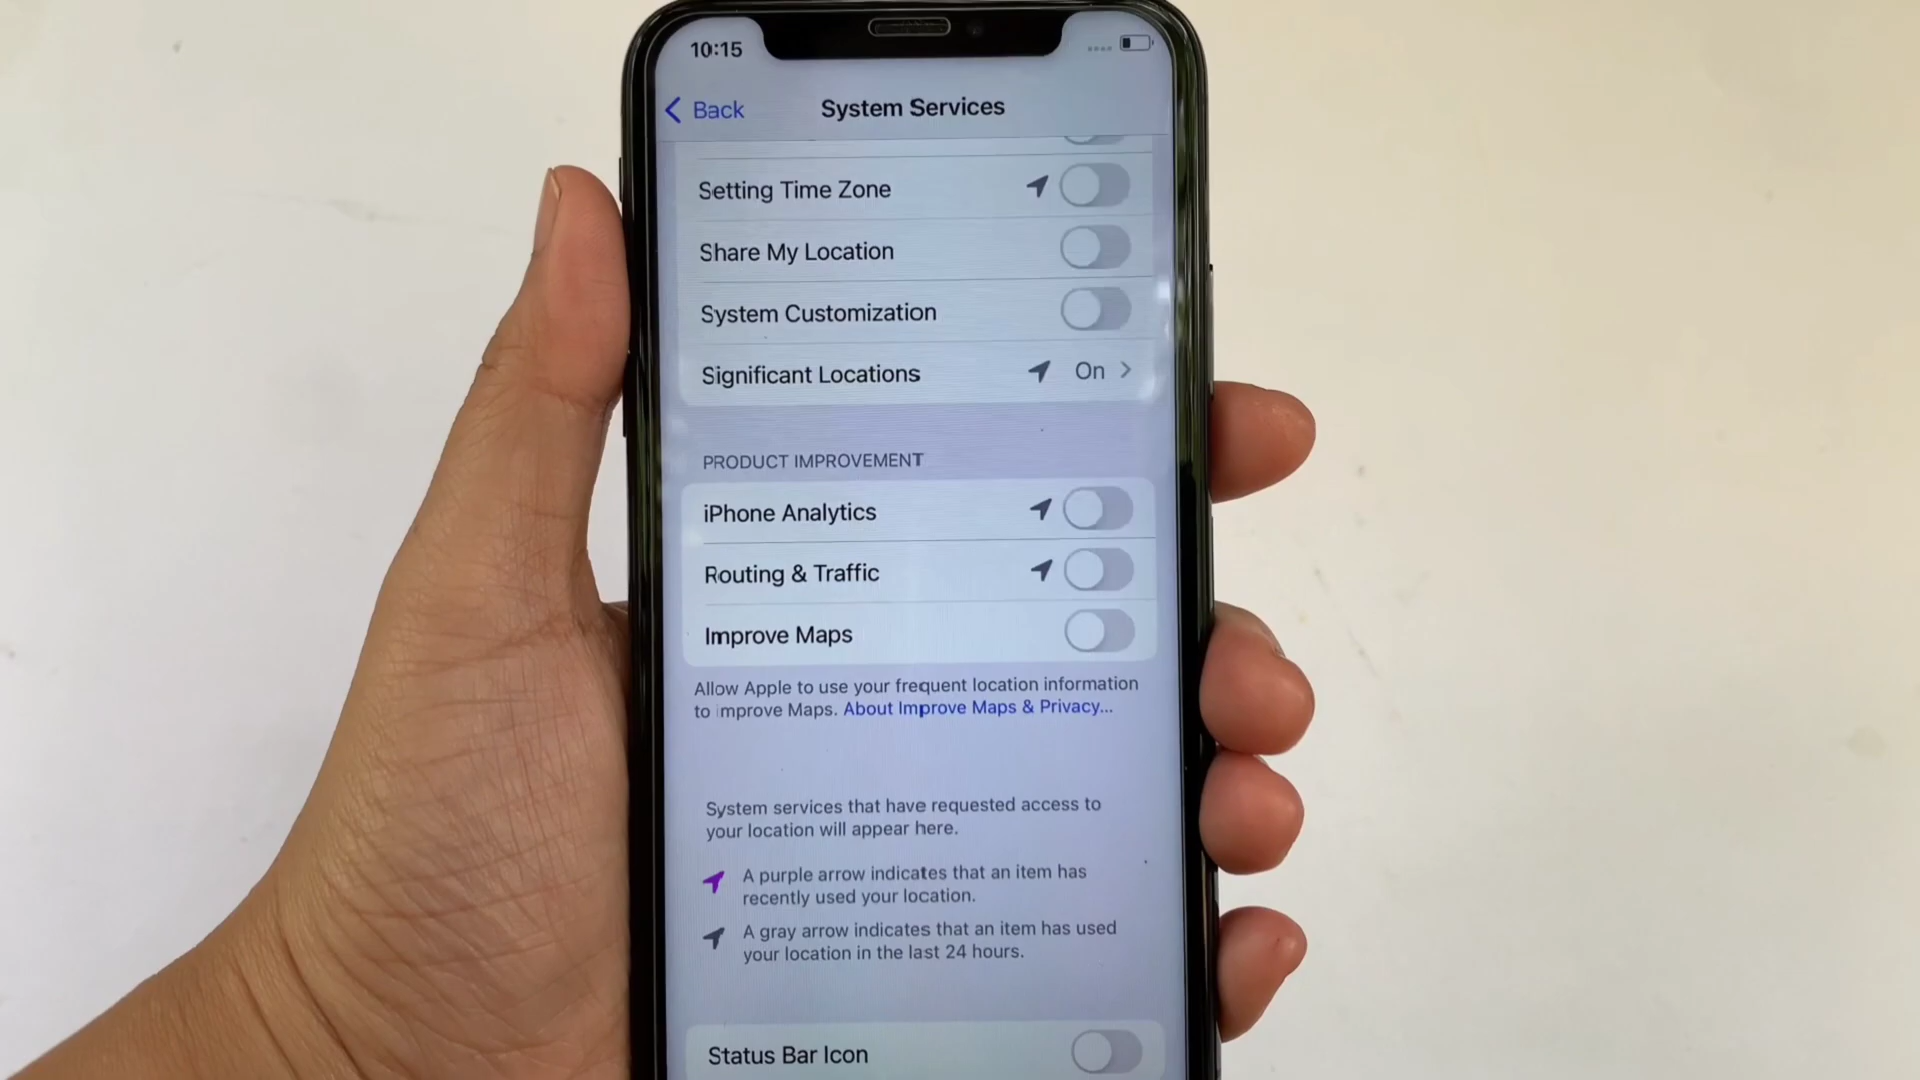 10:15
Back
System Services
Setting Time Zone
Share My Location
System Customization
Significant Locations On
PRODUCT IMPROVEMENT
iPhone Analytics
Routing & Traffic
Improve Maps
Allow Apple to use your frequent location information
to improve Maps. About Improve Maps & Privacy...
System services that have requested access to
your location will appear here.
A purple arrow indicates that an item has
recently used your location.
A gray arrow indicates that an item has used
your location in the last 24 hours.
Status Bar Icon